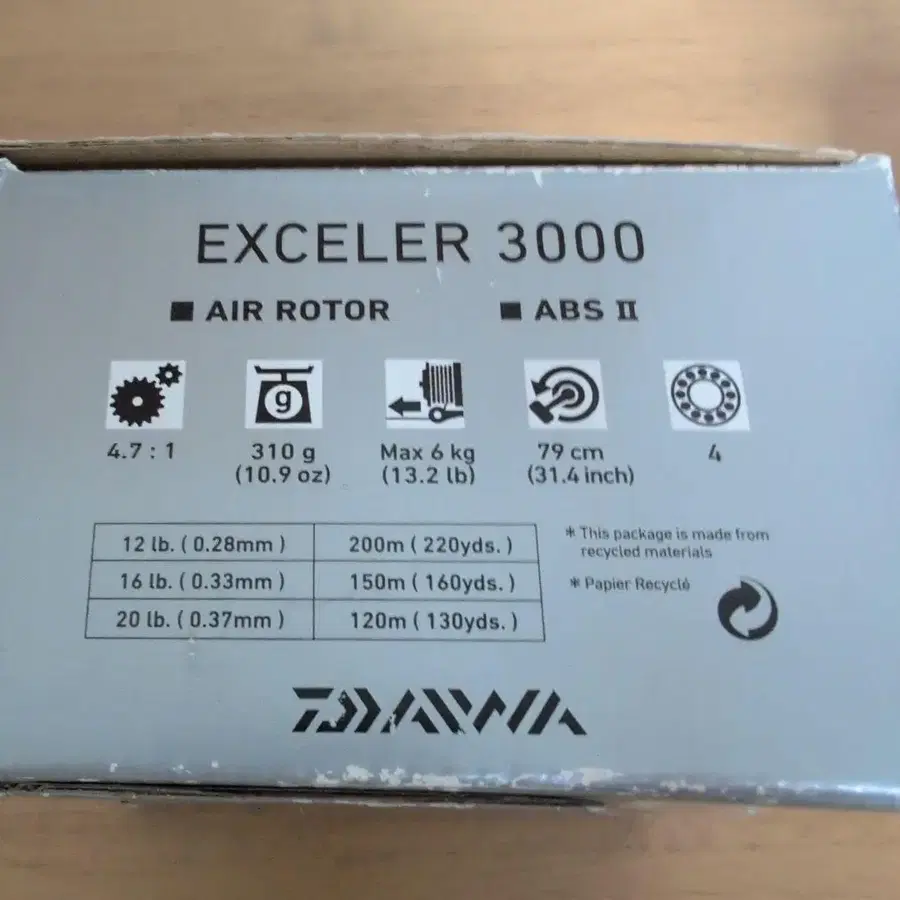 EXCELER 3000
■ AIR ROTOR ■ ABS Ⅱ
g
4.7 : 1
310 g
(10.9 oz)
Max 6 kg
(13.2 lb)
79 cm
(31.4 inch)
4
12 lb. ( 0.28mm ) 200m ( 220yds. )
16 lb. ( 0.33mm ) 150m ( 160yds. )
20 lb. ( 0.37mm ) 120m ( 130yds. )
* This package is made from
recycled materials
* Papier Recyclé
DAIWA